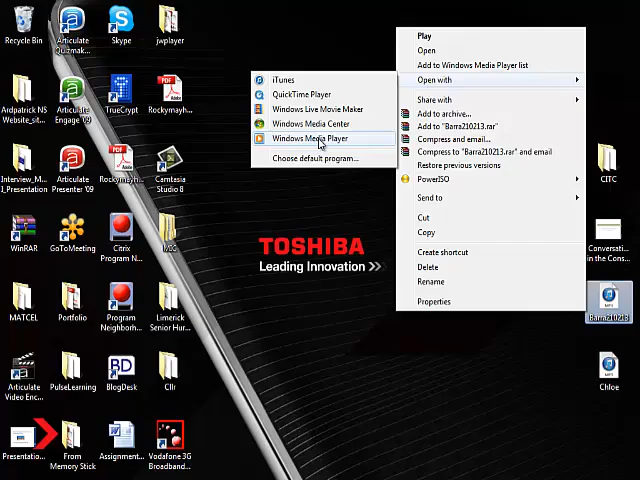 Recycle Bin
Articulate
Quizmak...
Skype
jwplayer
Ardpatrick NS
Website_sit...
Articulate
Engage '09
TrueCrypt
Rockymayh...
Interview_M...
1_Presentation
Articulate
Presenter '09
Rockymayh...
Camtasia
Studio 8
WinRAR
GoToMeeting
Citrix
Program N...
MIC
MATCEL
Portfolio
Program
Neighborh...
Limerick
Senior Hur...
Articulate
Video Enc...
PulseLearning
BD
BlogDesk
Cllr
Presentatio...
From
Memory Stick
Assignment...
Vodafone 3G
Broadband...
TOSHIBA
Leading Innovation >>>
iTunes
QuickTime Player
Windows Live Movie Maker
Windows Media Center
Windows Media Player
Choose default program...
Play
Open
Add to Windows Media Player list
Open with
Share with
Add to archive...
Add to "Barra210213.rar"
Compress and email...
Compress to "Barra210213.rar" and email
Restore previous versions
PowerISO
Send to
Cut
Copy
Create shortcut
Delete
Rename
Properties
CITC
Conversati...
in the Cons...
Barra210213
Chloe